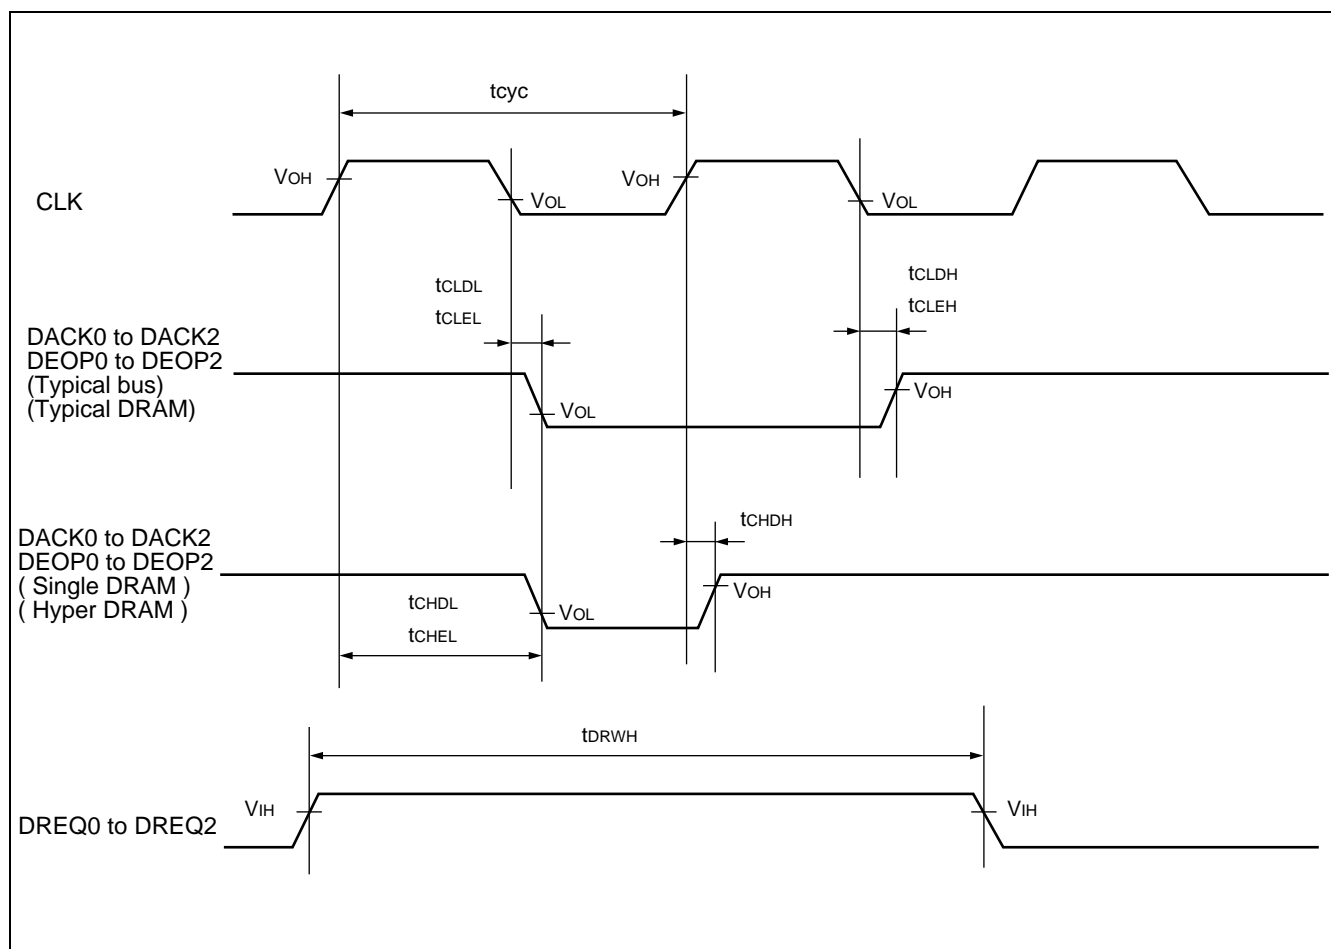 tCYC
VOH
VOH
CLK
VOL
VOL
tCLDL
tCLEL
tCLDH
tCLEH
DACK0 to DACK2
DEOP0 to DEOP2
(Typical bus)
(Typical DRAM)
VOL
VOH
DACK0 to DACK2
DEOP0 to DEOP2
( Single DRAM )
( Hyper DRAM )
tCHDH
VOH
tCHDL
tCHEL
VOL
tDRWH
VIH
VIH
DREQ0 to DREQ2